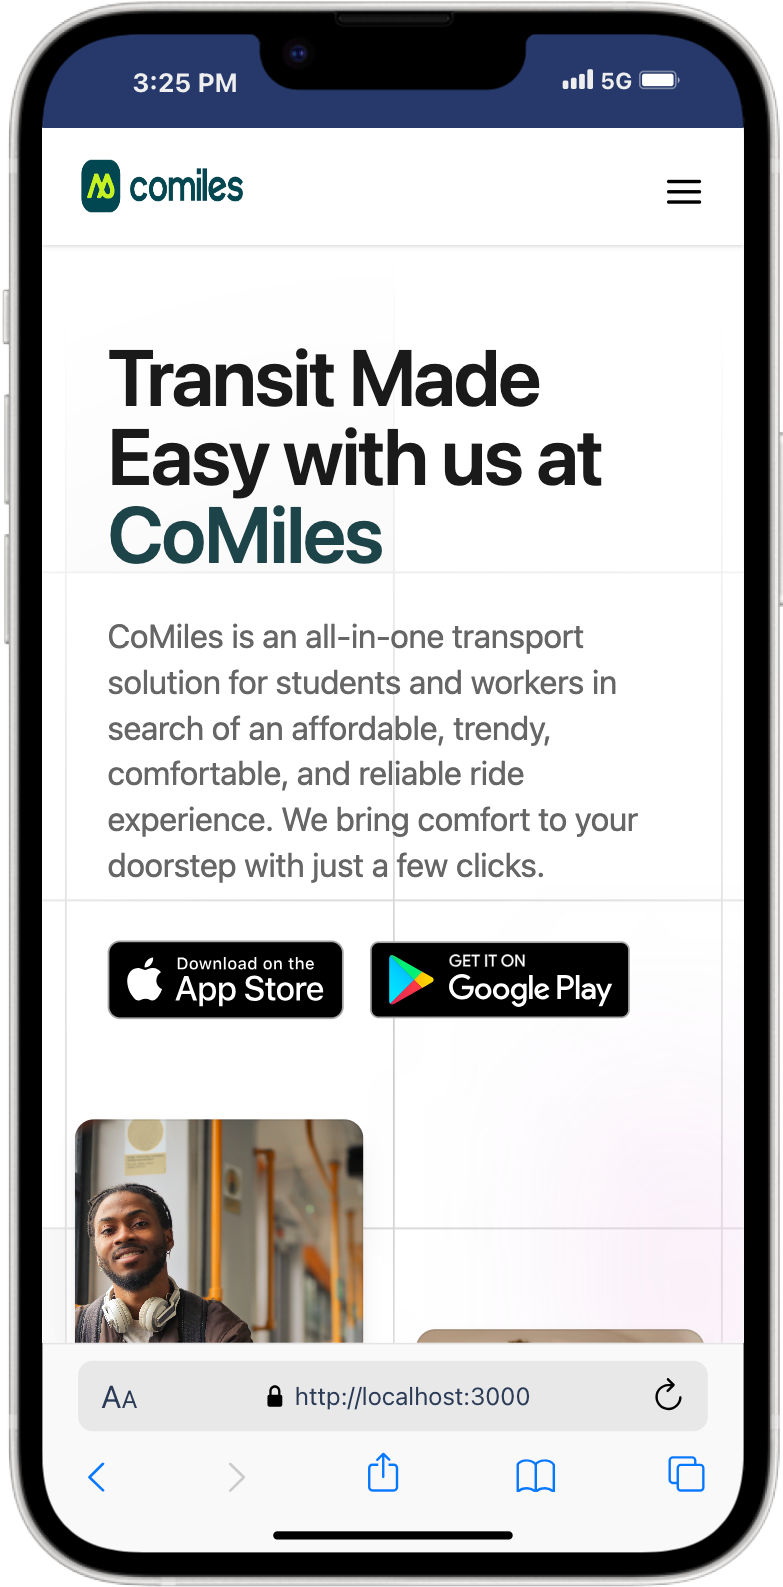 3:25 PM
5G
comiles
Transit Made
Easy with us at
CoMiles
CoMiles is an all-in-one transport
solution for students and workers in
search of an affordable, trendy,
comfortable, and reliable ride
experience. We bring comfort to your
doorstep with just a few clicks.
Download on the
App Store
GET IT ON
Google Play
AA
http://localhost:3000